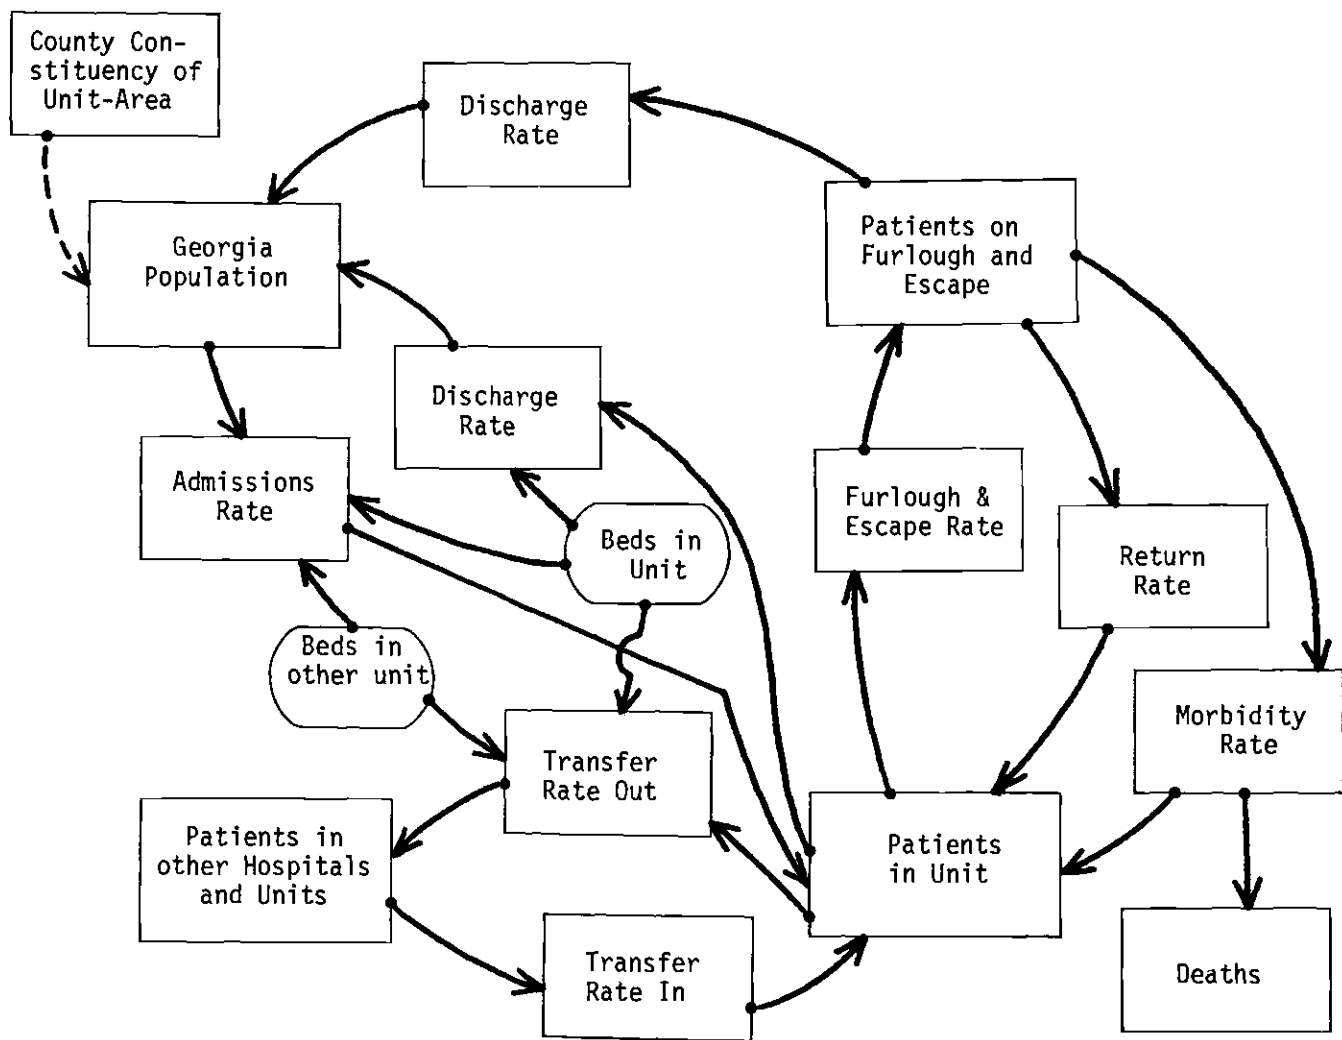 County Con-
stituency of
Unit-Area
Discharge
Rate
Georgia
Population
Patients on
Furlough and
Escape
Discharge
Rate
Admissions
Rate
Furlough &
Escape Rate
Beds in
Unit
Return
Rate
Beds in
other unit
Morbidity
Rate
Transfer
Rate Out
Patients in
other Hospitals
and Units
Patients
in Unit
Transfer
Rate In
Deaths